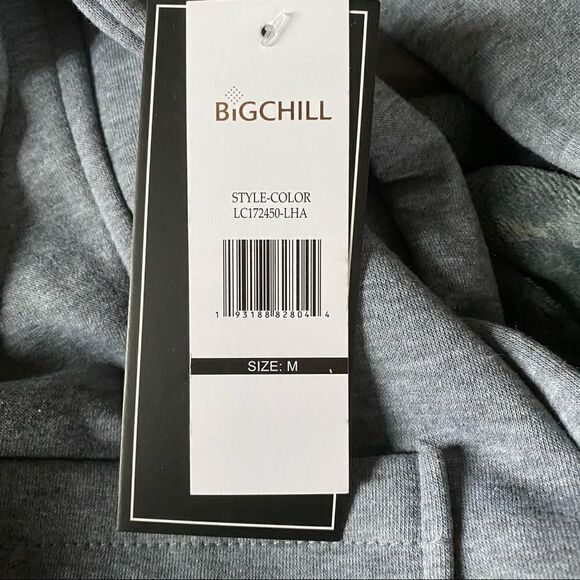 BiGCHILL
STYLE-COLOR
LC172450-LHA
1 93188 82804 4
SIZE: M